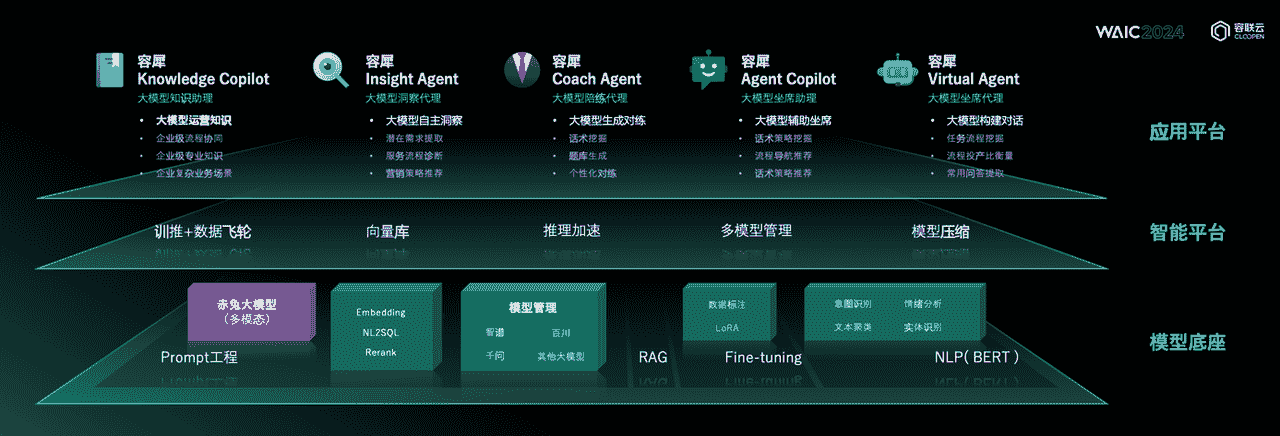 WAIC 2024
容联云
CLOOPEN
容犀
Knowledge Copilot
大模型知识助理
• 大模型运营知识
• 企业级流程协同
• 企业级专业知识
• 企业复杂业务场景
容犀
Insight Agent
大模型洞察代理
• 大模型自主洞察
• 潜在需求提取
• 服务流程诊断
• 营销策略推荐
容犀
Coach Agent
大模型陪练代理
• 大模型生成对练
• 话术挖掘
• 题库生成
• 个性化对练
容犀
Agent Copilot
大模型坐席助理
• 大模型辅助坐席
• 话术策略挖掘
• 流程导航推荐
• 话术策略推荐
容犀
Virtual Agent
大模型坐席代理
• 大模型构建对话
• 任务流程挖掘
• 流程投产比衡量
• 常用问答提取
应用平台
训推+数据飞轮
向量库
推理加速
多模型管理
模型压缩
智能平台
赤兔大模型
(多模态)
Prompt工程
Embedding
NL2SQL
Rerank
模型管理
智谱 百川
千问 其他大模型
RAG
数据标注
LoRA
Fine-tuning
意图识别 情绪分析
文本聚类 实体识别
NLP( BERT )
模型底座